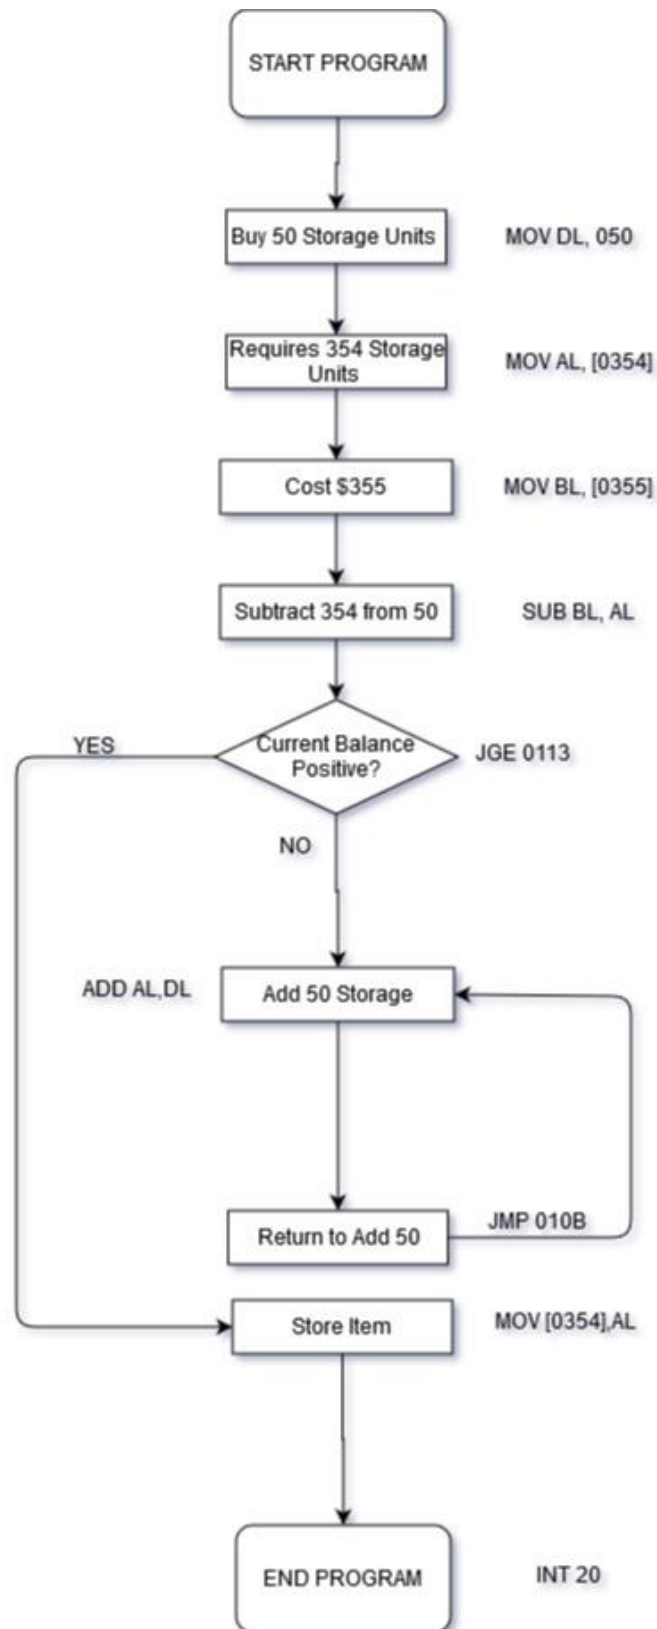 START PROGRAM
Buy 50 Storage Units
MOV DL, 050
Requires 354 Storage
Units
MOV AL, [0354]
Cost $355
MOV BL, [0355]
Subtract 354 from 50
SUB BL, AL
YES
Current Balance
Positive?
JGE 0113
NO
ADD AL,DL
Add 50 Storage
Return to Add 50
JMP 010B
Store Item
MOV [0354],AL
END PROGRAM
INT 20